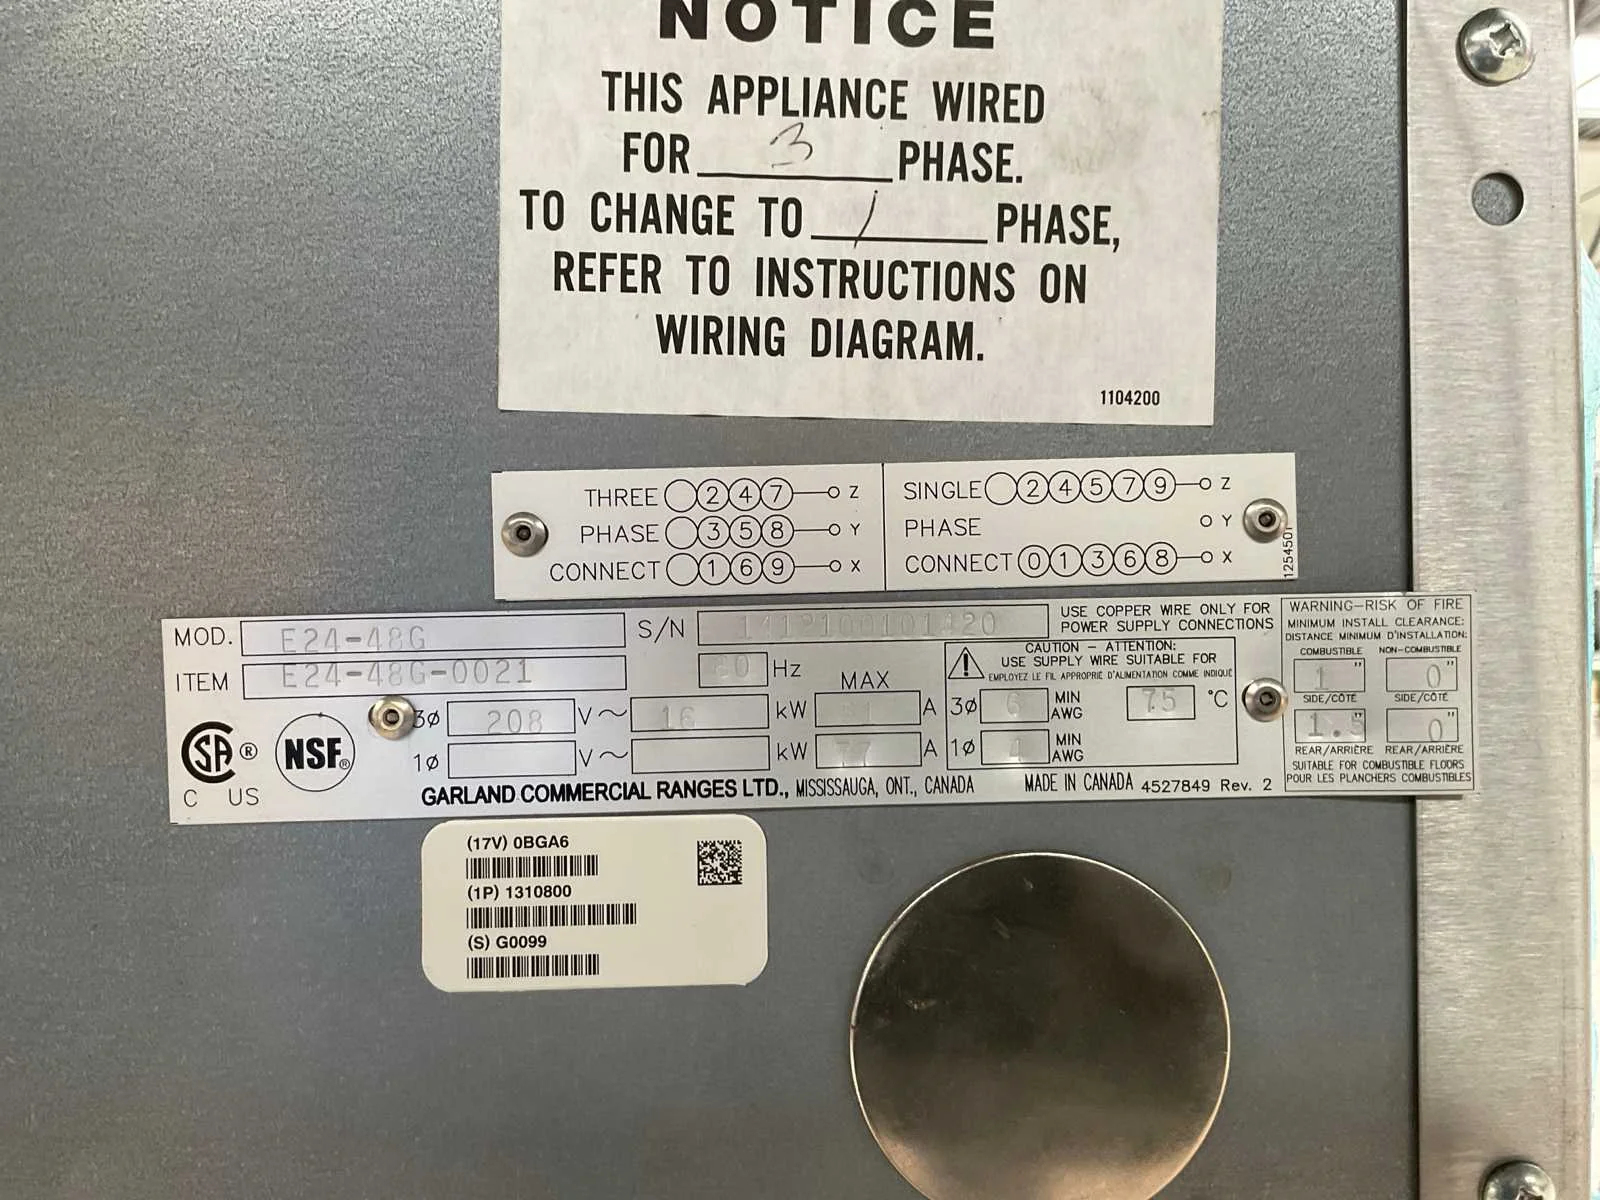 NOTICE
THIS APPLIANCE WIRED
FOR 3 PHASE.
TO CHANGE TO 1 PHASE,
REFER TO INSTRUCTIONS ON
WIRING DIAGRAM.
1104200
THREE 2 4 7 Z
PHASE 3 5 8 Y
CONNECT 1 6 9 X
SINGLE 2 4 5 7 9 Z
PHASE Y
CONNECT 0 1 3 6 8 X
1254501
MOD. E24-48G
S/N
USE COPPER WIRE ONLY FOR
POWER SUPPLY CONNECTIONS
ITEM E24-48G-0021
Hz
MAX
3ø 208 V~ 16 kW A
1ø V~ kW 77 A
CAUTION - ATTENTION:
USE SUPPLY WIRE SUITABLE FOR
EMPLOYEZ LE FIL APPROPRIE D'ALIMENTATION COMME INDIQUÉ
3ø 6 MIN AWG 75 °C
1ø 4 MIN AWG
WARNING-RISK OF FIRE
MINIMUM INSTALL CLEARANCE:
DISTANCE MINIMUM D'INSTALLATION:
COMBUSTIBLE NON-COMBUSTIBLE
1" 0"
SIDE/CÔTÉ SIDE/CÔTÉ
1.5" 0"
REAR/ARRIÈRE REAR/ARRIÈRE
SUITABLE FOR COMBUSTIBLE FLOORS
POUR LES PLANCHERS COMBUSTIBLES
SA ®
C US
NSF®
GARLAND COMMERCIAL RANGES LTD., MISSISSAUGA, ONT., CANADA MADE IN CANADA 4527849 Rev. 2
(17V) 0BGA6
(1P) 1310800
(S) G0099